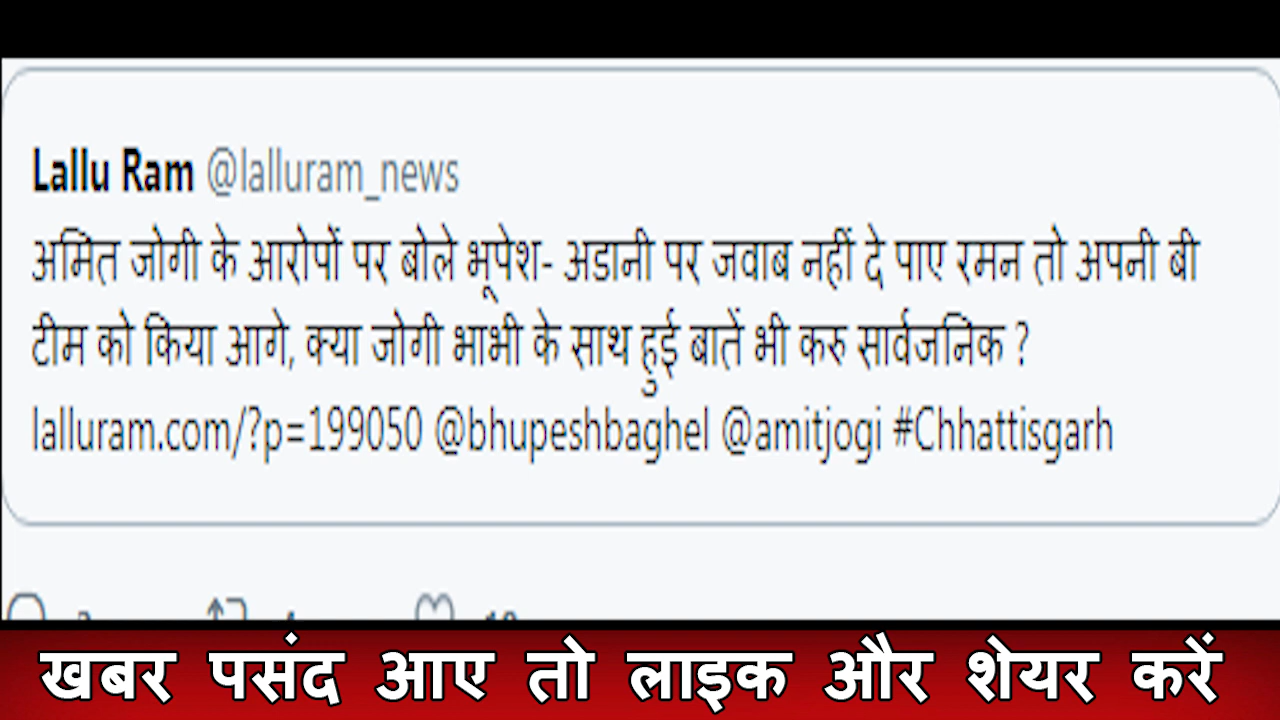 Lallu Ram @lalluram_news
अमित जोगी के आरोपों पर बोले भूपेश- अडानी पर जवाब नहीं दे पाए रमन तो अपनी बी
टीम को किया आगे, क्या जोगी भाभी के साथ हुई बातें भी करु सार्वजनिक ?
lalluram.com/?p=199050 @bhupeshbaghel @amitjogi #Chhattisgarh
खबर पसंद आए तो लाइक और शेयर करें